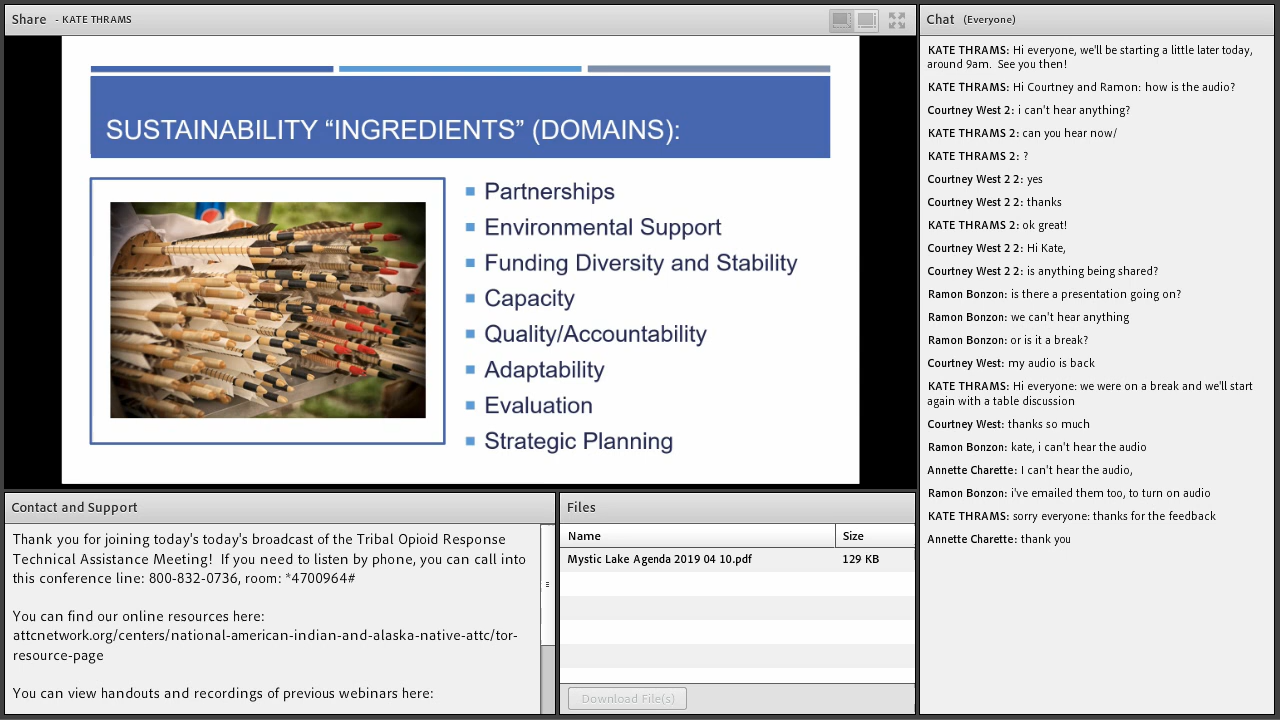 Share - KATE THRAMS
SUSTAINABILITY “INGREDIENTS” (DOMAINS):
Partnerships
Environmental Support
Funding Diversity and Stability
Capacity
Quality/Accountability
Adaptability
Evaluation
Strategic Planning
Contact and Support
Thank you for joining today's today's broadcast of the Tribal Opioid Response
Technical Assistance Meeting!  If you need to listen by phone, you can call into
this conference line: 800-832-0736, room: *4700964#
You can find our online resources here:
attcnetwork.org/centers/national-american-indian-and-alaska-native-attc/tor-
resource-page
You can view handouts and recordings of previous webinars here:
Files
Name Size
Mystic Lake Agenda 2019 04 10.pdf 129 KB
Download File(s)
Chat (Everyone)
KATE THRAMS: Hi everyone, we'll be starting a little later today,
around 9am.  See you then!
KATE THRAMS: Hi Courtney and Ramon: how is the audio?
Courtney West 2: i can't hear anything?
KATE THRAMS 2: can you hear now/
KATE THRAMS 2: ?
Courtney West 2 2: yes
Courtney West 2 2: thanks
KATE THRAMS 2: ok great!
Courtney West 2 2: Hi Kate,
Courtney West 2 2: is anything being shared?
Ramon Bonzon: is there a presentation going on?
Ramon Bonzon: we can't hear anything
Ramon Bonzon: or is it a break?
Courtney West: my audio is back
KATE THRAMS: Hi everyone: we were on a break and we'll start
again with a table discussion
Courtney West: thanks so much
Ramon Bonzon: kate, i can't hear the audio
Annette Charette: I can't hear the audio,
Ramon Bonzon: i've emailed them too, to turn on audio
KATE THRAMS: sorry everyone: thanks for the feedback
Annette Charette: thank you